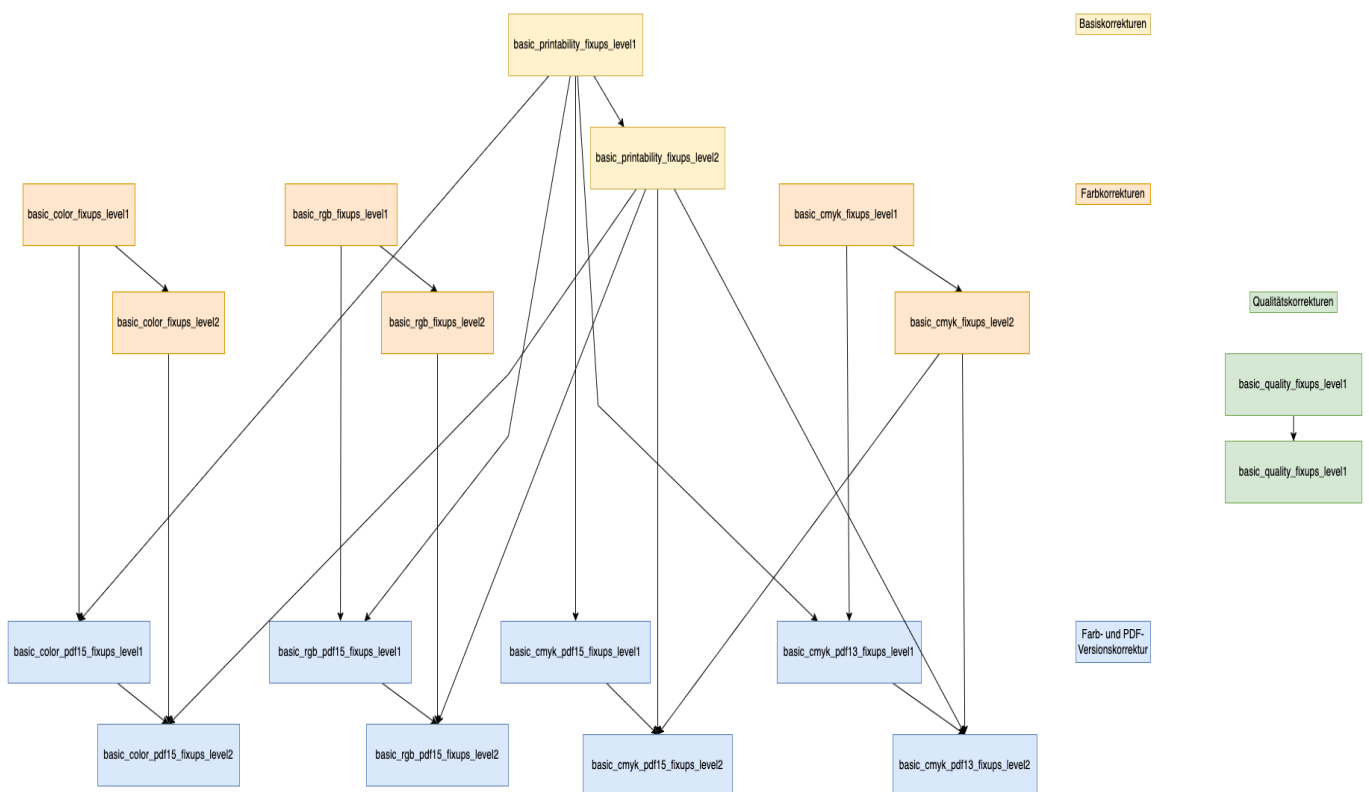 Basiskorrekturen
basic_printability_fixups_level1
basic_printability_fixups_level2
Farbkorrekturen
basic_color_fixups_level1
basic_rgb_fixups_level1
basic_cmyk_fixups_level1
basic_color_fixups_level2
basic_rgb_fixups_level2
basic_cmyk_fixups_level2
Qualitätskorrekturen
basic_quality_fixups_level1
basic_quality_fixups_level1
Farb- und PDF-
Versionskorrektur
basic_color_pdf15_fixups_level1
basic_rgb_pdf15_fixups_level1
basic_cmyk_pdf15_fixups_level1
basic_cmyk_pdf13_fixups_level1
basic_color_pdf15_fixups_level2
basic_rgb_pdf15_fixups_level2
basic_cmyk_pdf15_fixups_level2
basic_cmyk_pdf13_fixups_level2